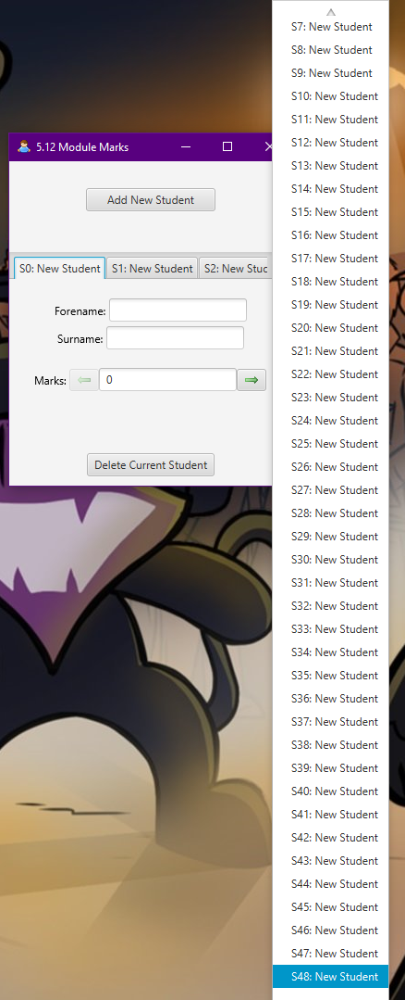 5.12 Module Marks
Add New Student
S0: New Student
S1: New Student
S2: New Stuc
Forename:
Surname:
Marks:
0
Delete Current Student
S7: New Student
S8: New Student
S9: New Student
S10: New Student
S11: New Student
S12: New Student
S13: New Student
S14: New Student
S15: New Student
S16: New Student
S17: New Student
S18: New Student
S19: New Student
S20: New Student
S21: New Student
S22: New Student
S23: New Student
S24: New Student
S25: New Student
S26: New Student
S27: New Student
S28: New Student
S29: New Student
S30: New Student
S31: New Student
S32: New Student
S33: New Student
S34: New Student
S35: New Student
S36: New Student
S37: New Student
S38: New Student
S39: New Student
S40: New Student
S41: New Student
S42: New Student
S43: New Student
S44: New Student
S45: New Student
S46: New Student
S47: New Student
S48: New Student